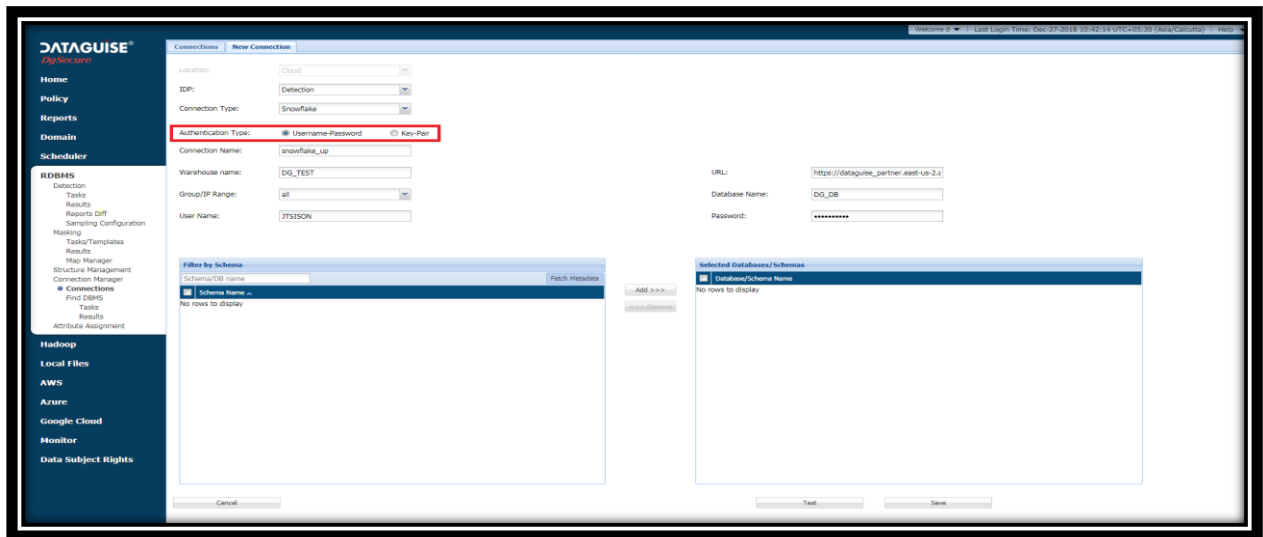 Welcome d Last Login Time: Dec-27-2018 10:42:14 UTC+05:30 (Asia/Calcutta) Help
DATAGUISE®
DgSecure
Home
Policy
Reports
Domain
Scheduler
RDBMS
Detection
Tasks
Results
Reports Diff
Sampling Configuration
Masking
Tasks/Templates
Results
Map Manager
Structure Management
Connection Manager
Connections
Find DBMS
Tasks
Results
Attribute Assignment
Hadoop
Local Files
AWS
Azure
Google Cloud
Monitor
Data Subject Rights
Connections New Connection
Location: Cloud
IDP: Detection
Connection Type: Snowflake
Authentication Type: Username-Password Key-Pair
Connection Name: snowflake_up
Warehouse name: DG_TEST URL: https://dataguise_partner.east-us-2.a
Group/IP Range: all Database Name: DG_DB
User Name: JTSISON Password: ••••••••••
Filter by Schema
Schema/DB name Fetch Metadata
Schema Name
No rows to display
Add >>>
<<< Remove
Selected Databases/Schemas
Database/Schema Name
No rows to display
Cancel Test Save